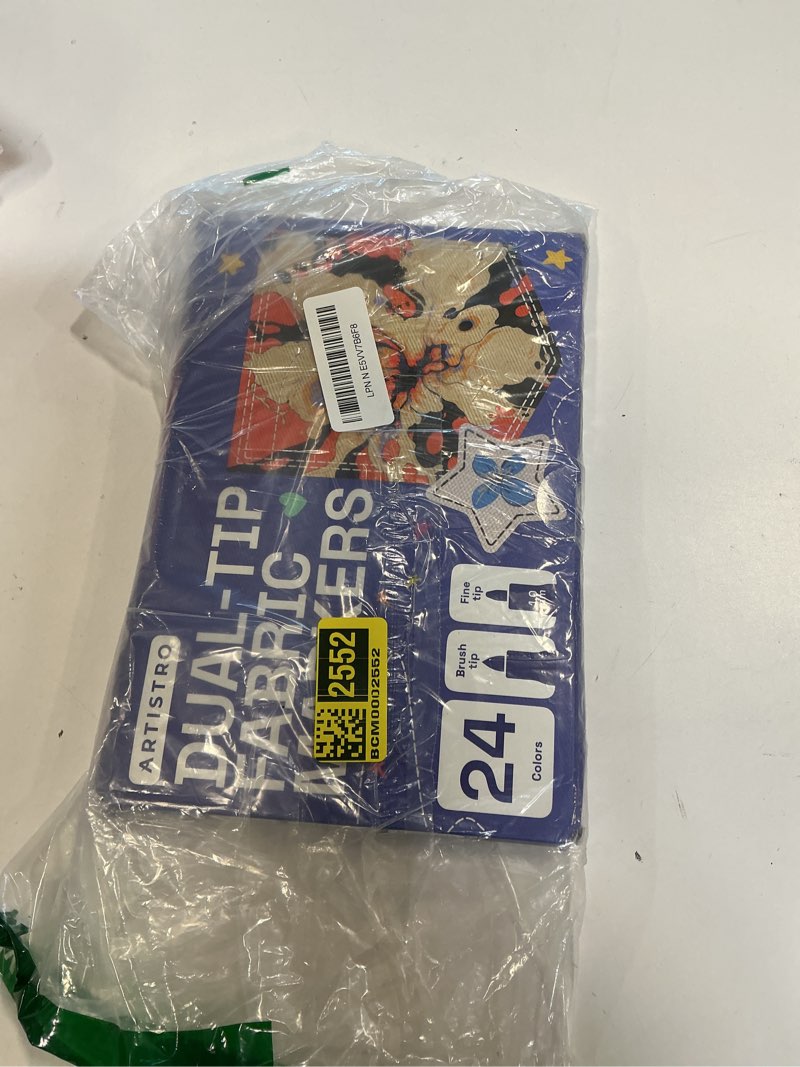 ARTISTRO
DUAL-TIP
FABRIC
MARKERS
LPN N E5VV7B6F8
2552
BCM0002552
24
Colors
Brush
tip
Fine
tip